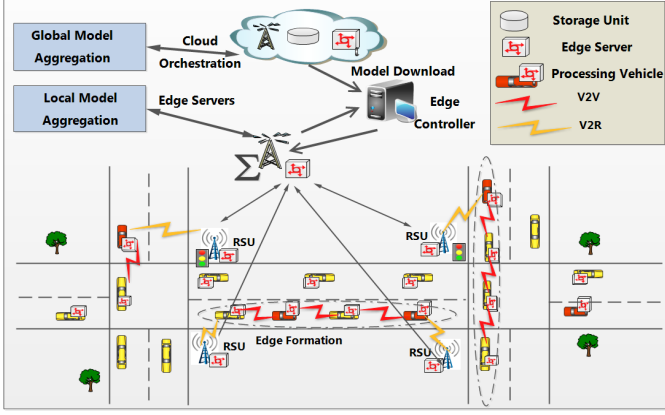 Global Model
Aggregation
Cloud
Orchestration
Storage Unit
Edge Server
Processing Vehicle
V2V
V2R
Model Download
Local Model
Aggregation
Edge Servers
Edge
Controller
Σ
RSU
RSU
Edge Formation
RSU
RSU